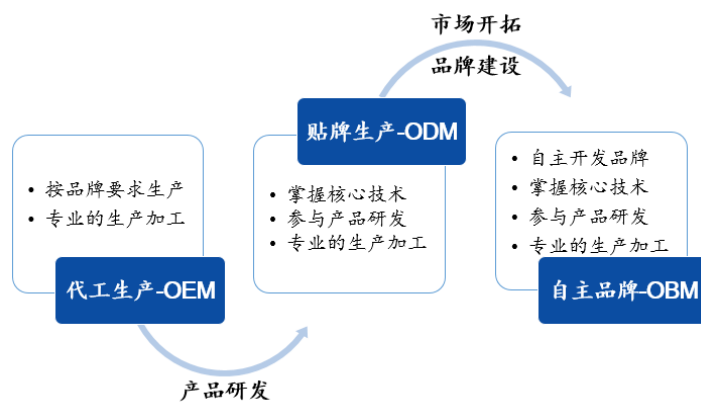 市场开拓
品牌建设
贴牌生产-ODM
• 按品牌要求生产
• 专业的生产加工
代工生产-OEM
• 掌握核心技术
• 参与产品研发
• 专业的生产加工
• 自主开发品牌
• 掌握核心技术
• 参与产品研发
• 专业的生产加工
自主品牌-OBM
产品研发